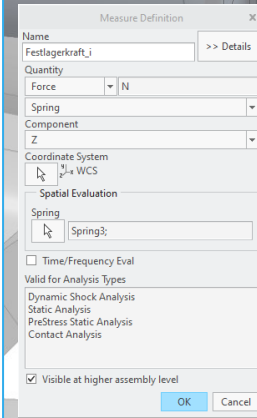 Measure Definition
x
Name
Festlagerkraft_i
>> Details
Quantity
Force
N
Spring
Component
Z
Coordinate System
WCS
Spatial Evaluation
Spring
Spring3;
Time/Frequency Eval
Valid for Analysis Types
Dynamic Shock Analysis
Static Analysis
PreStress Static Analysis
Contact Analysis
Visible at higher assembly level
OK Cancel